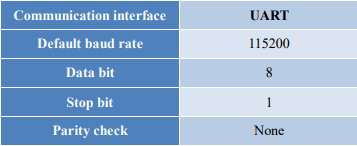 Communication interface UART
Default baud rate 115200
Data bit 8
Stop bit 1
Parity check None